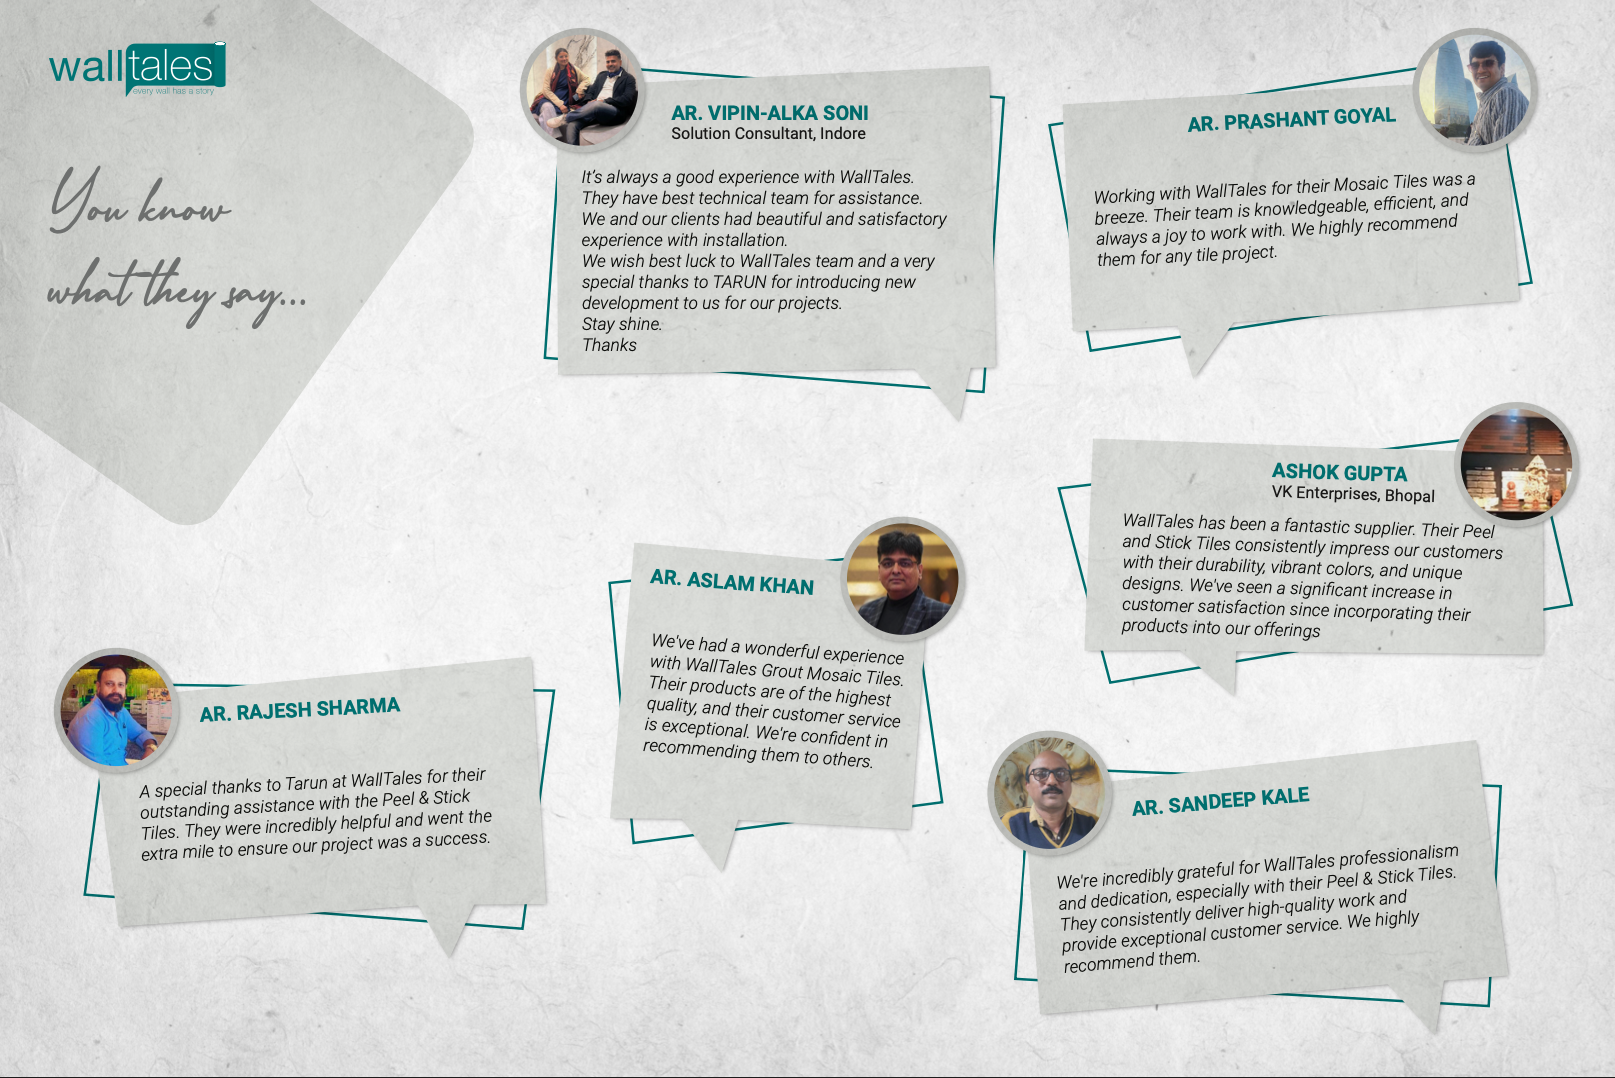 walltales
every wall has a story
You know
what they say...
AR. VIPIN-ALKA SONI
Solution Consultant, Indore
It's always a good experience with WallTales.
They have best technical team for assistance.
We and our clients had beautiful and satisfactory
experience with installation.
We wish best luck to WallTales team and a very
special thanks to TARUN for introducing new
development to us for our projects.
Stay shine.
Thanks
AR. PRASHANT GOYAL
Working with WallTales for their Mosaic Tiles was a
breeze. Their team is knowledgeable, efficient, and
always a joy to work with. We highly recommend
them for any tile project.
ASHOK GUPTA
VK Enterprises, Bhopal
WallTales has been a fantastic supplier. Their Peel
and Stick Tiles consistently impress our customers
with their durability, vibrant colors, and unique
designs. We've seen a significant increase in
customer satisfaction since incorporating their
products into our offerings
AR. ASLAM KHAN
We've had a wonderful experience
with WallTales Grout Mosaic Tiles.
Their products are of the highest
quality, and their customer service
is exceptional. We're confident in
recommending them to others.
AR. RAJESH SHARMA
A special thanks to Tarun at WallTales for their
outstanding assistance with the Peel & Stick
Tiles. They were incredibly helpful and went the
extra mile to ensure our project was a success.
AR. SANDEEP KALE
We're incredibly grateful for WallTales professionalism
and dedication, especially with their Peel & Stick Tiles.
They consistently deliver high-quality work and
provide exceptional customer service. We highly
recommend them.